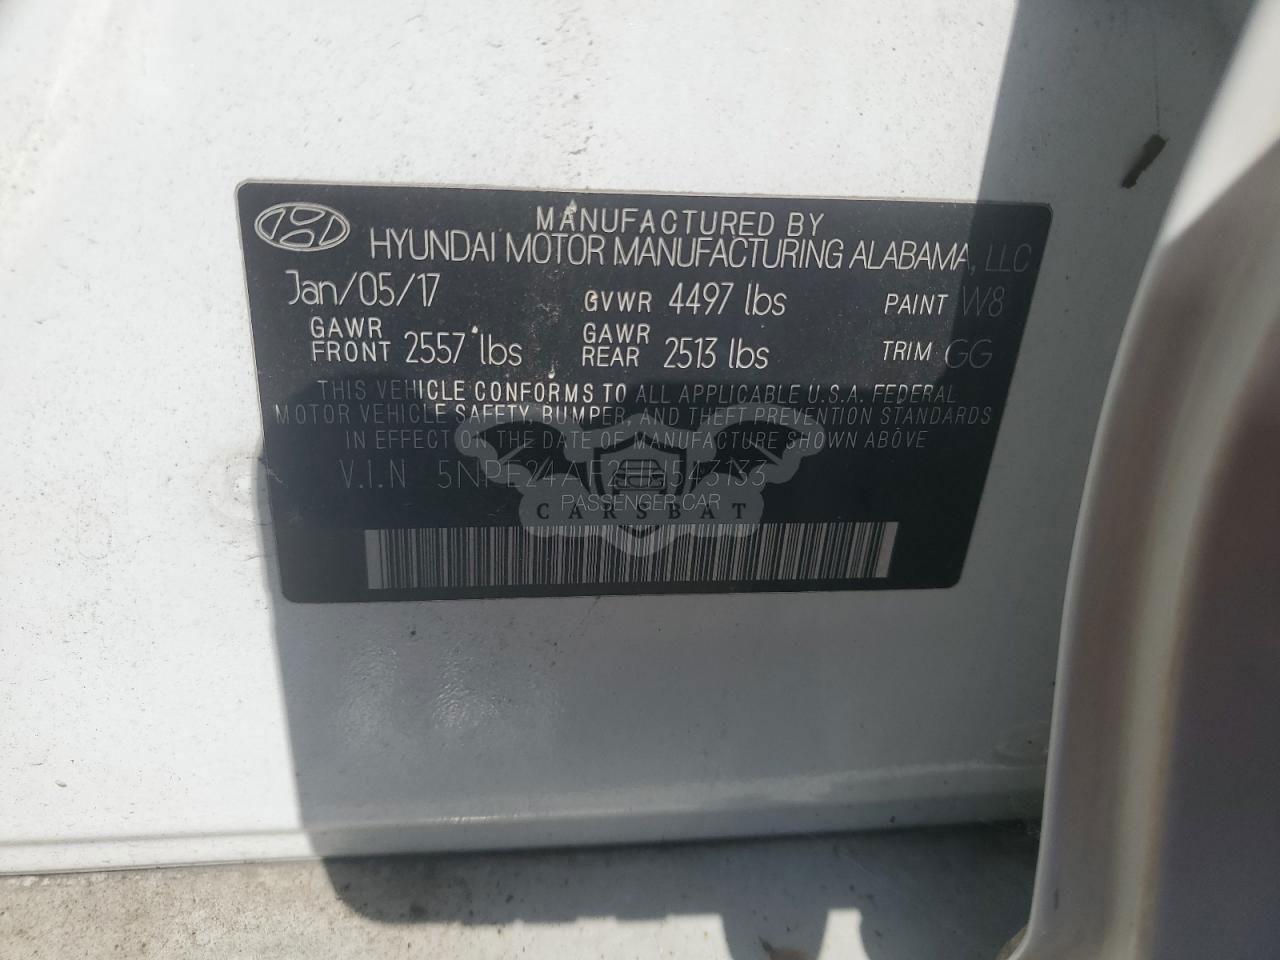 MANUFACTURED BY
HYUNDAI MOTOR MANUFACTURING ALABAMA, LLC
Jan/05/17 GVWR 4497 lbs PAINT W8
GAWR FRONT 2557 lbs GAWR REAR 2513 lbs TRIM GG
THIS VEHICLE CONFORMS TO ALL APPLICABLE U.S.A. FEDERAL
MOTOR VEHICLE SAFETY, BUMPER, AND THEFT PREVENTION STANDARDS
IN EFFECT ON THE DATE OF MANUFACTURE SHOWN ABOVE
V.I.N
PASSENGER CAR
CARSBAT